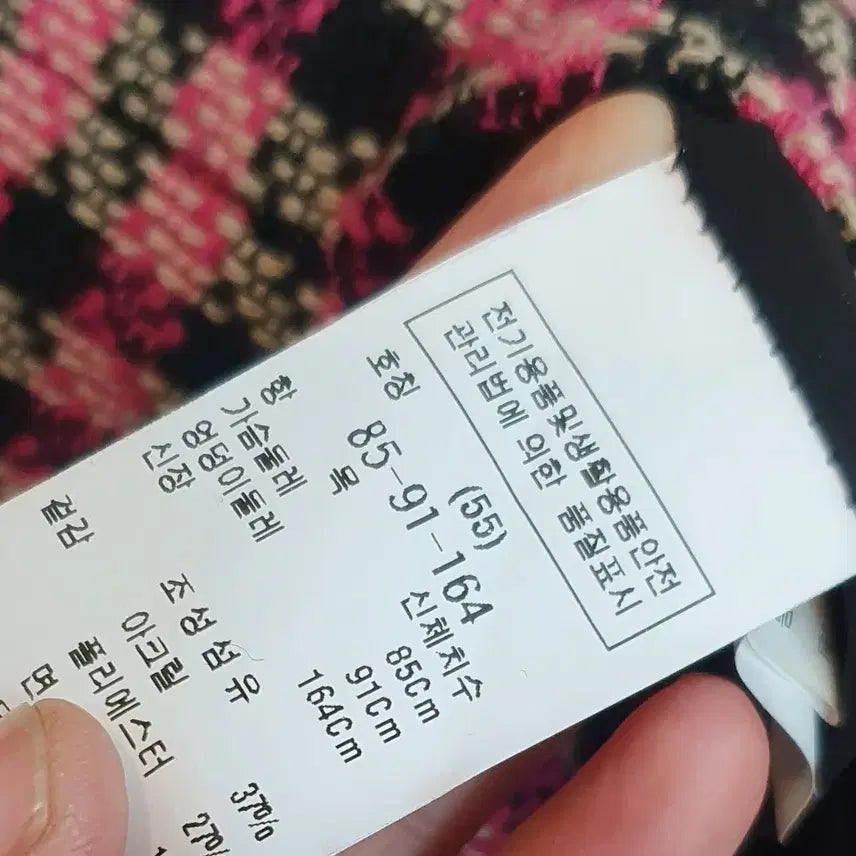 전기용품및생활용품안전
관리법에 의한 품질표시
(55)
호칭 85-91-164
항 목 신체치수
가슴둘레 85Cm
엉덩이둘레 91Cm
신장 164Cm
조성섬유
겉감 아크릴 37%
폴리에스터 27%
면